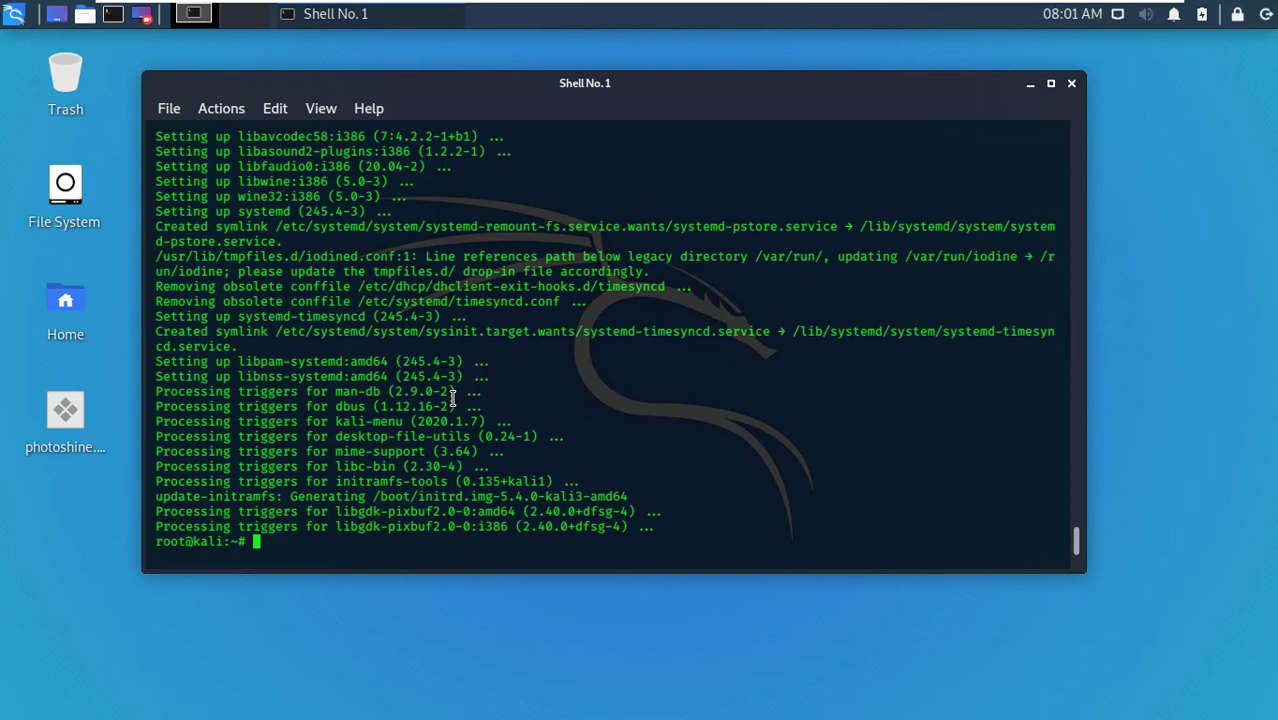 Shell No. 1
08:01 AM
Trash
File System
Home
photoshine....
Shell No. 1
File Actions Edit View Help
Setting up libavcodec58:i386 (7:4.2.2-1+b1) ...
Setting up libasound2-plugins:i386 (1.2.2-1) ...
Setting up libfaudio0:i386 (20.04-2) ...
Setting up libwine:i386 (5.0-3) ...
Setting up wine32:i386 (5.0-3) ...
Setting up systemd (245.4-3) ...
Created symlink /etc/systemd/system/systemd-remount-fs.service.wants/systemd-pstore.service → /lib/systemd/system/system
d-pstore.service.
/usr/lib/tmpfiles.d/iodined.conf:1: Line references path below legacy directory /var/run/, updating /var/run/iodine → /r
un/iodine; please update the tmpfiles.d/ drop-in file accordingly.
Removing obsolete conffile /etc/dhcp/dhclient-exit-hooks.d/timesyncd ...
Removing obsolete conffile /etc/systemd/timesyncd.conf ...
Setting up systemd-timesyncd (245.4-3) ...
Created symlink /etc/systemd/system/sysinit.target.wants/systemd-timesyncd.service → /lib/systemd/system/systemd-timesyn
cd.service.
Setting up libpam-systemd:amd64 (245.4-3) ...
Setting up libnss-systemd:amd64 (245.4-3) ...
Processing triggers for man-db (2.9.0-2) ...
Processing triggers for dbus (1.12.16-2) ...
Processing triggers for kali-menu (2020.1.7) ...
Processing triggers for desktop-file-utils (0.24-1) ...
Processing triggers for mime-support (3.64) ...
Processing triggers for libc-bin (2.30-4) ...
Processing triggers for initramfs-tools (0.135+kali1) ...
update-initramfs: Generating /boot/initrd.img-5.4.0-kali3-amd64
Processing triggers for libgdk-pixbuf2.0-0:amd64 (2.40.0+dfsg-4) ...
Processing triggers for libgdk-pixbuf2.0-0:i386 (2.40.0+dfsg-4) ...
root@kali:~#